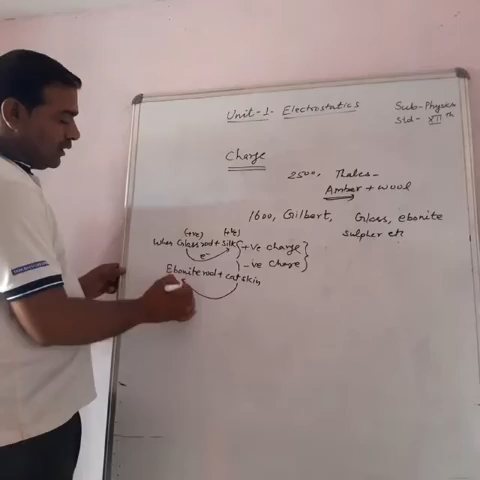 Unit-1- Electrostatics
Sub-Physics
Std- XII th
Charge
2500, Thales-
Amber + wool
1600, Gilbert, Glass, ebonite
sulpher etc
(+ve) (-ve)
When Glass rod + Silk +ve charge
e-
-ve Charge
Ebonite rod + cat skin